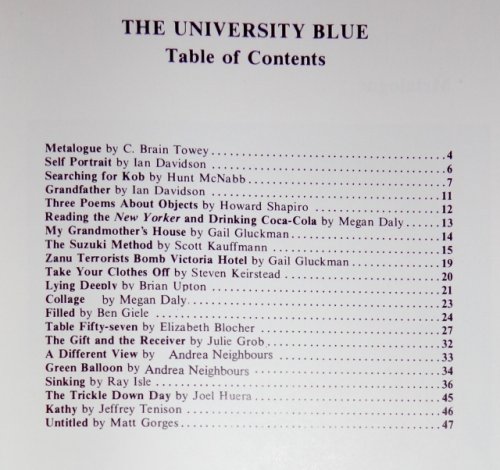 THE UNIVERSITY BLUE
Table of Contents
Metalogue by C. Brain Towey........................................4
Self Portrait by Ian Davidson........................................6
Searching for Kob by Hunt McNabb........................................7
Grandfather by Ian Davidson........................................11
Three Poems About Objects by Howard Shapiro....................12
Reading the New Yorker and Drinking Coca-Cola by Megan Daly....13
My Grandmother's House by Gail Gluckman....................14
The Suzuki Method by Scott Kauffmann....................15
Zanu Terrorists Bomb Victoria Hotel by Gail Gluckman............19
Take Your Clothes Off by Steven Keirstead....................20
Lying Deeply by Brian Upton........................................21
Collage by Megan Daly........................................23
Filled by Ben Giele........................................24
Table Fifty-seven by Elizabeth Blocher....................27
The Gift and the Receiver by Julie Grob....................32
A Different View by Andrea Neighbours....................33
Green Balloon by Andrea Neighbours....................34
Sinking by Ray Isle........................................36
The Trickle Down Day by Joel Huera....................45
Kathy by Jeffrey Tenison........................................46
Untitled by Matt Gorges........................................47